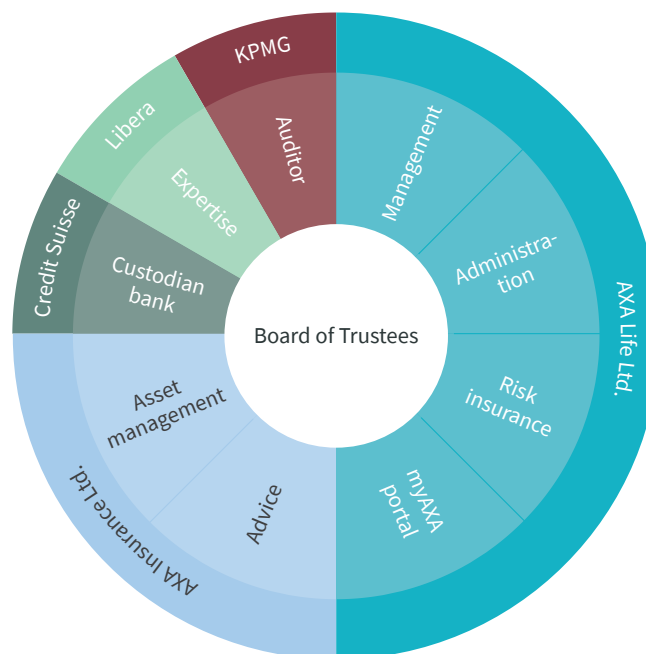 KPMG
Libera
Credit Suisse
AXA Life Ltd.
AXA Insurance Ltd.
Auditor
Management
Expertise
Administra-
tion
Custodian
bank
Board of Trustees
Risk
insurance
Asset
management
myAXA
portal
Advice